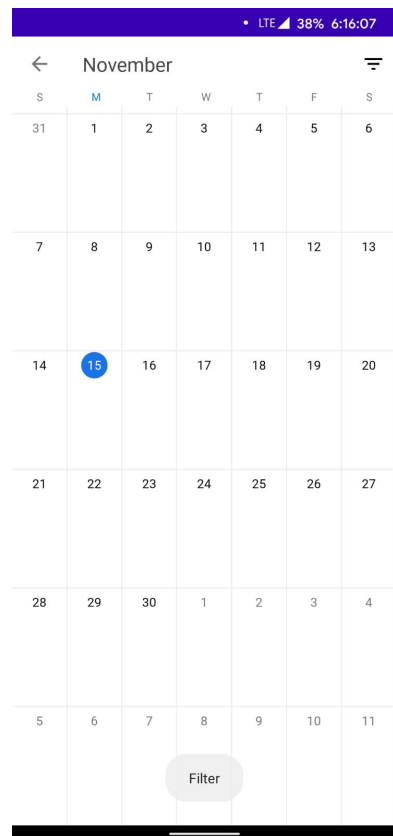 LTE 38% 6:16:07
November
S M T W T F S
31 1 2 3 4 5 6
7 8 9 10 11 12 13
14 15 16 17 18 19 20
21 22 23 24 25 26 27
28 29 30 1 2 3 4
5 6 7 8 9 10 11
Filter